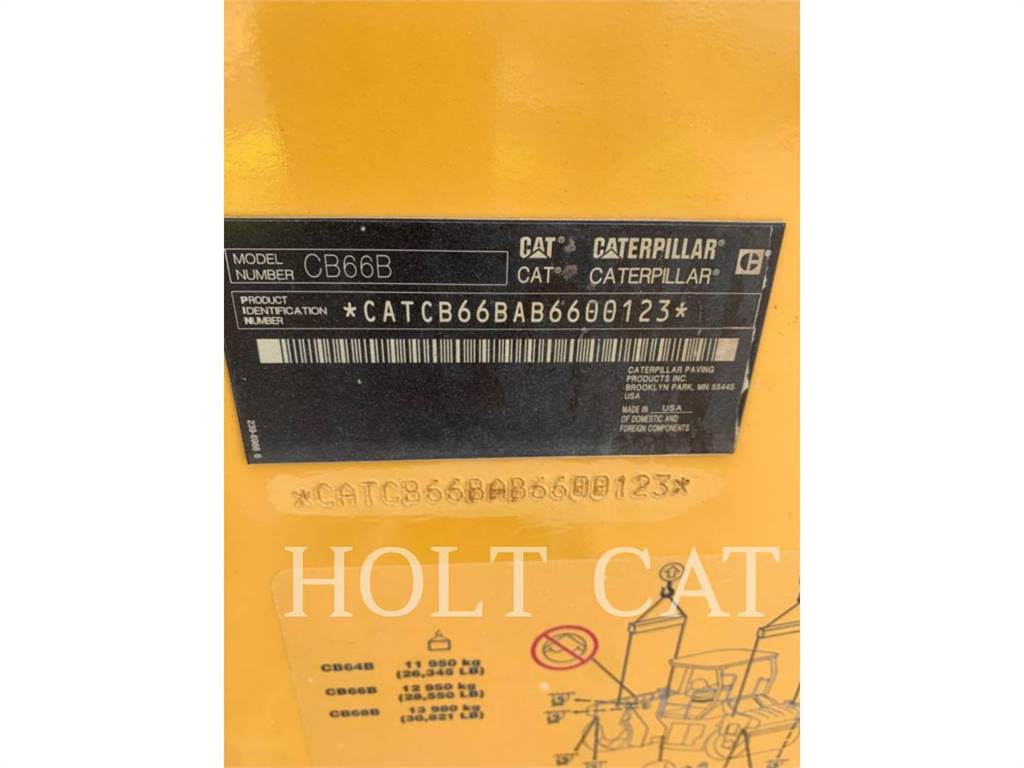 MODEL NUMBER CB66B
CAT® CATERPILLAR®
CAT® CATERPILLAR®
PRODUCT IDENTIFICATION NUMBER
*CATCB66BAB6600123*
CATERPILLAR PAVING
PRODUCTS INC.
BROOKLYN PARK, MN 55445
USA
MADE IN USA
OF DOMESTIC AND
FOREIGN COMPONENTS
*CATCB66BAB6600123*
HOLT CAT
CB64B 11 950 kg
(26,345 LB)
CB66B 12 950 kg
(28,550 LB)
CB68B 13 980 kg
(30,821 LB)